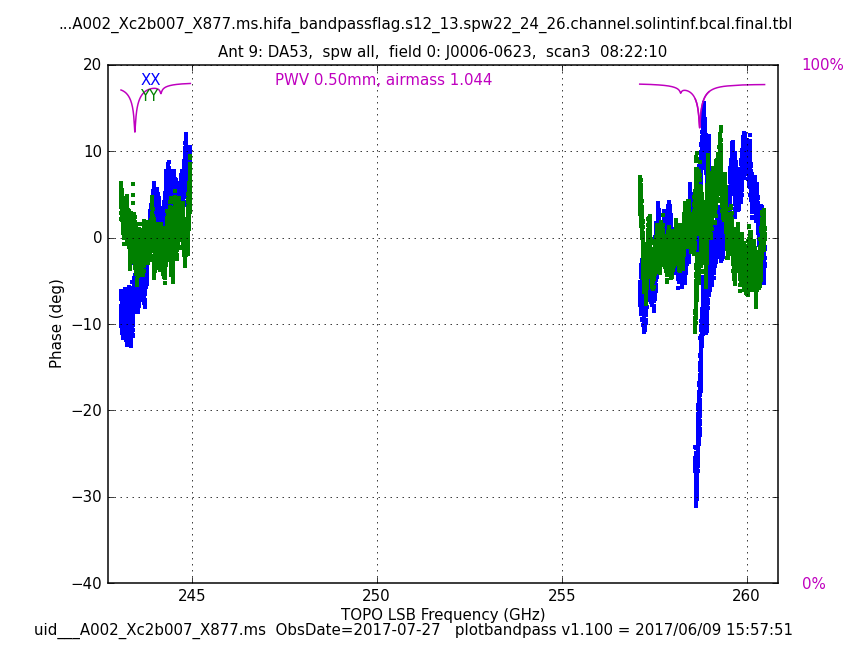 ...A002_Xc2b007_X877.ms.hifa_bandpassflag.s12_13.spw22_24_26.channel.solintinf.bcal.final.tbl
Ant 9: DA53,  spw all,  field 0: J0006-0623,  scan3  08:22:10
20
100%
XX
PWV 0.50mm, airmass 1.044
YY
10
0
−10
−20
−30
−40
0%
Phase (deg)
245
250
255
260
TOPO LSB Frequency (GHz)
uid___A002_Xc2b007_X877.ms  ObsDate=2017-07-27   plotbandpass v1.100 = 2017/06/09 15:57:51